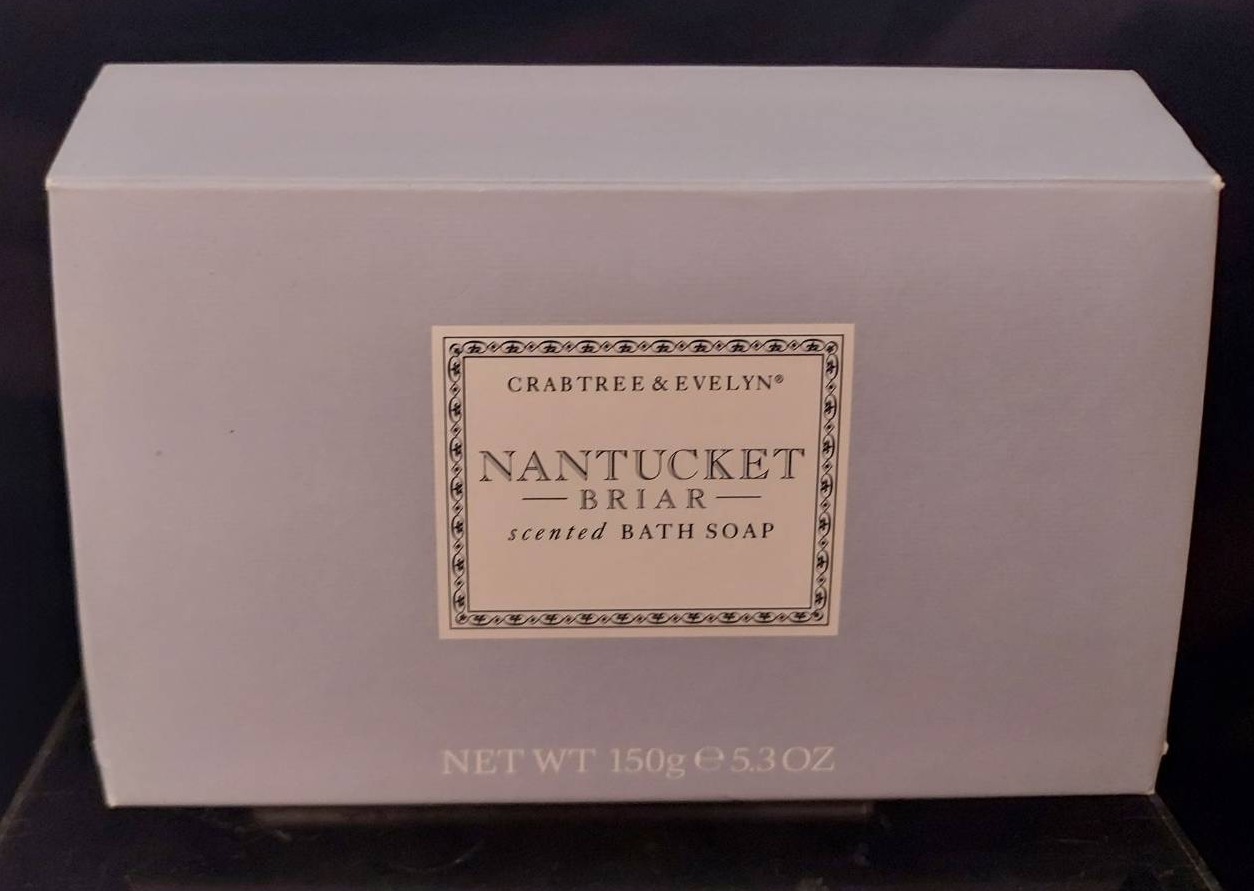 CRABTREE & EVELYN®
NANTUCKET
BRIAR
scented BATH SOAP
NET WT 150g ℮ 5.3 OZ